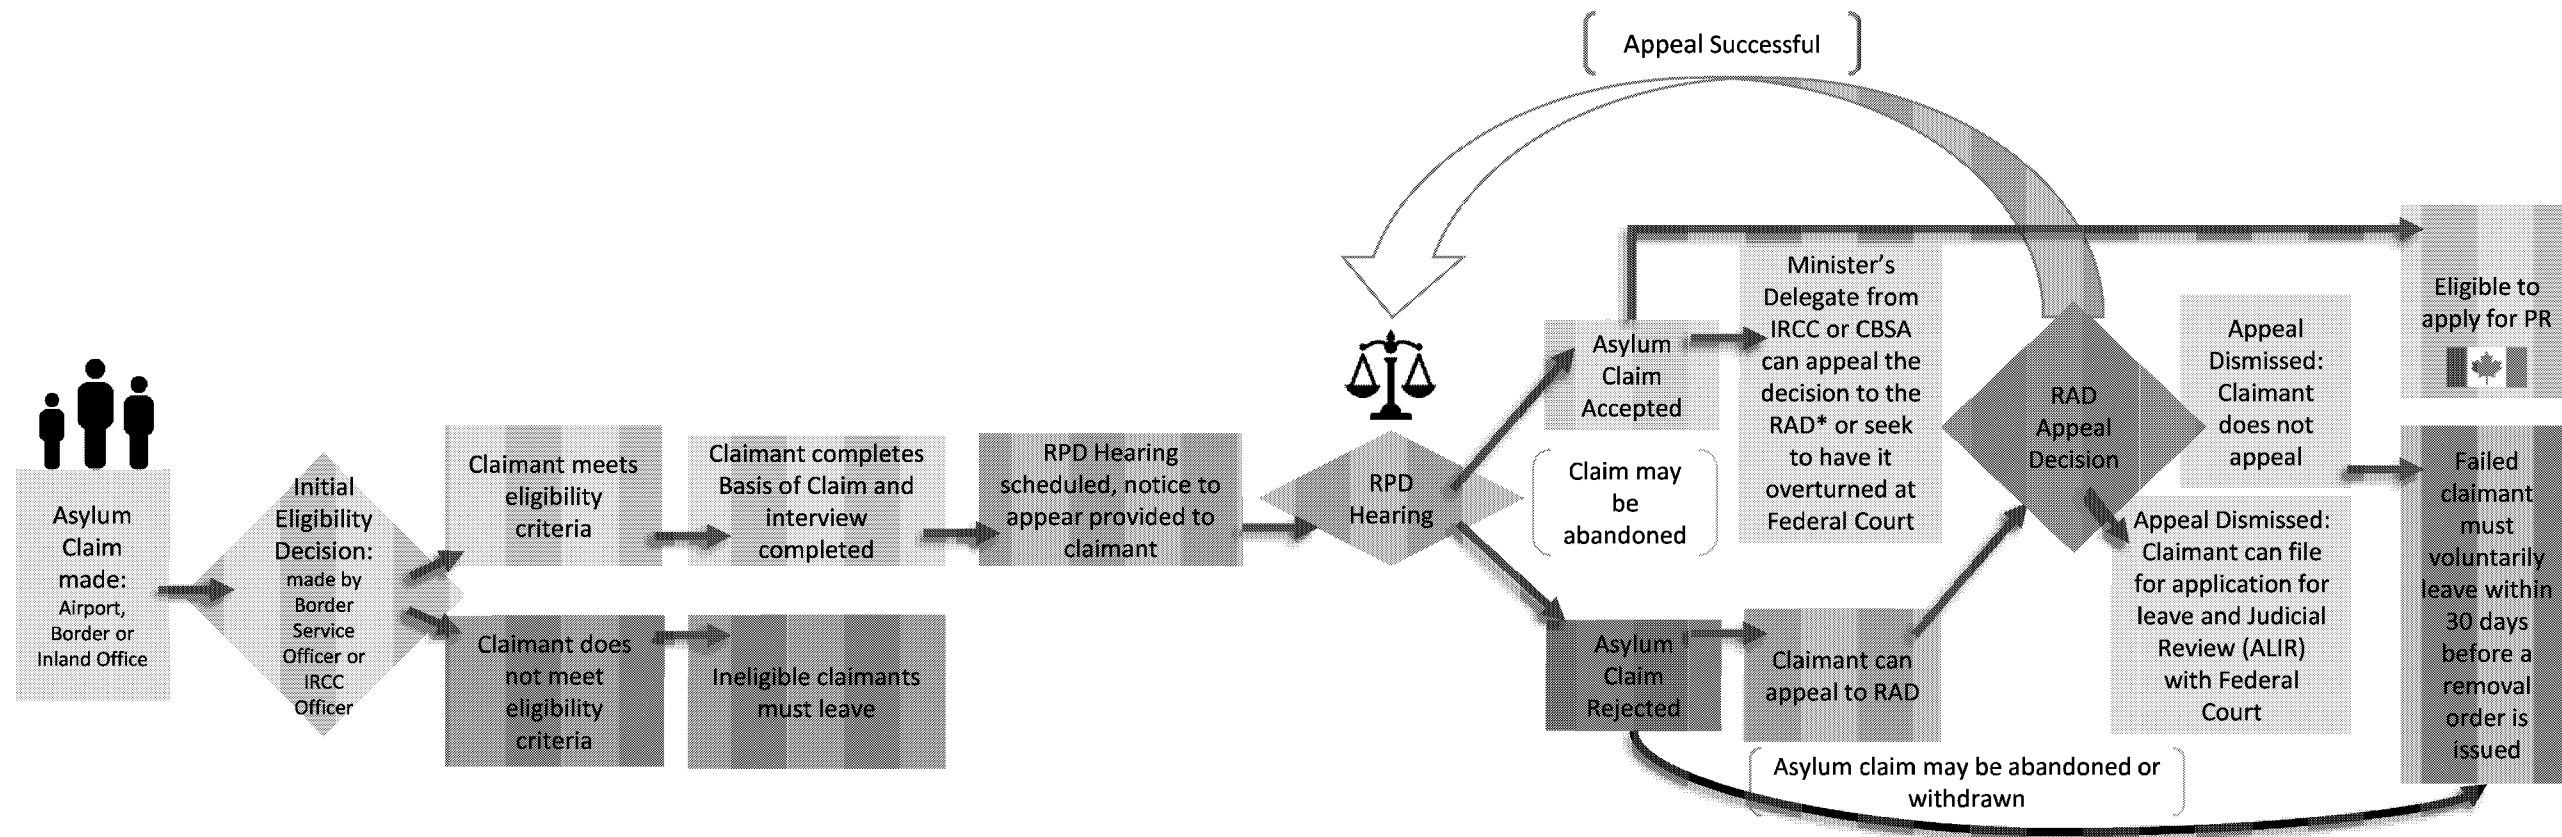 Appeal Successful
Asylum
Claim
made:
Airport,
Border or
Inland Office
Initial
Eligibility
Decision:
made by
Border
Service
Officer or
IRCC
Officer
Claimant meets
eligibility
criteria
Claimant does
not meet
eligibility
criteria
Claimant completes
Basis of Claim and
interview
completed
Ineligible claimants
must leave
RPD Hearing
scheduled, notice to
appear provided to
claimant
RPD
Hearing
Asylum
Claim
Accepted
Claim may
be
abandoned
Asylum
Claim
Rejected
Minister's
Delegate from
IRCC or CBSA
can appeal the
decision to the
RAD* or seek
to have it
overturned at
Federal Court
Claimant can
appeal to RAD
Asylum claim may be abandoned or
withdrawn
RAD
Appeal
Decision
Appeal
Dismissed:
Claimant
does not
appeal
Appeal Dismissed:
Claimant can file
for application for
leave and Judicial
Review (ALIR)
with Federal
Court
Eligible to
apply for PR
Failed
claimant
must
voluntarily
leave within
30 days
before a
removal
order is
issued